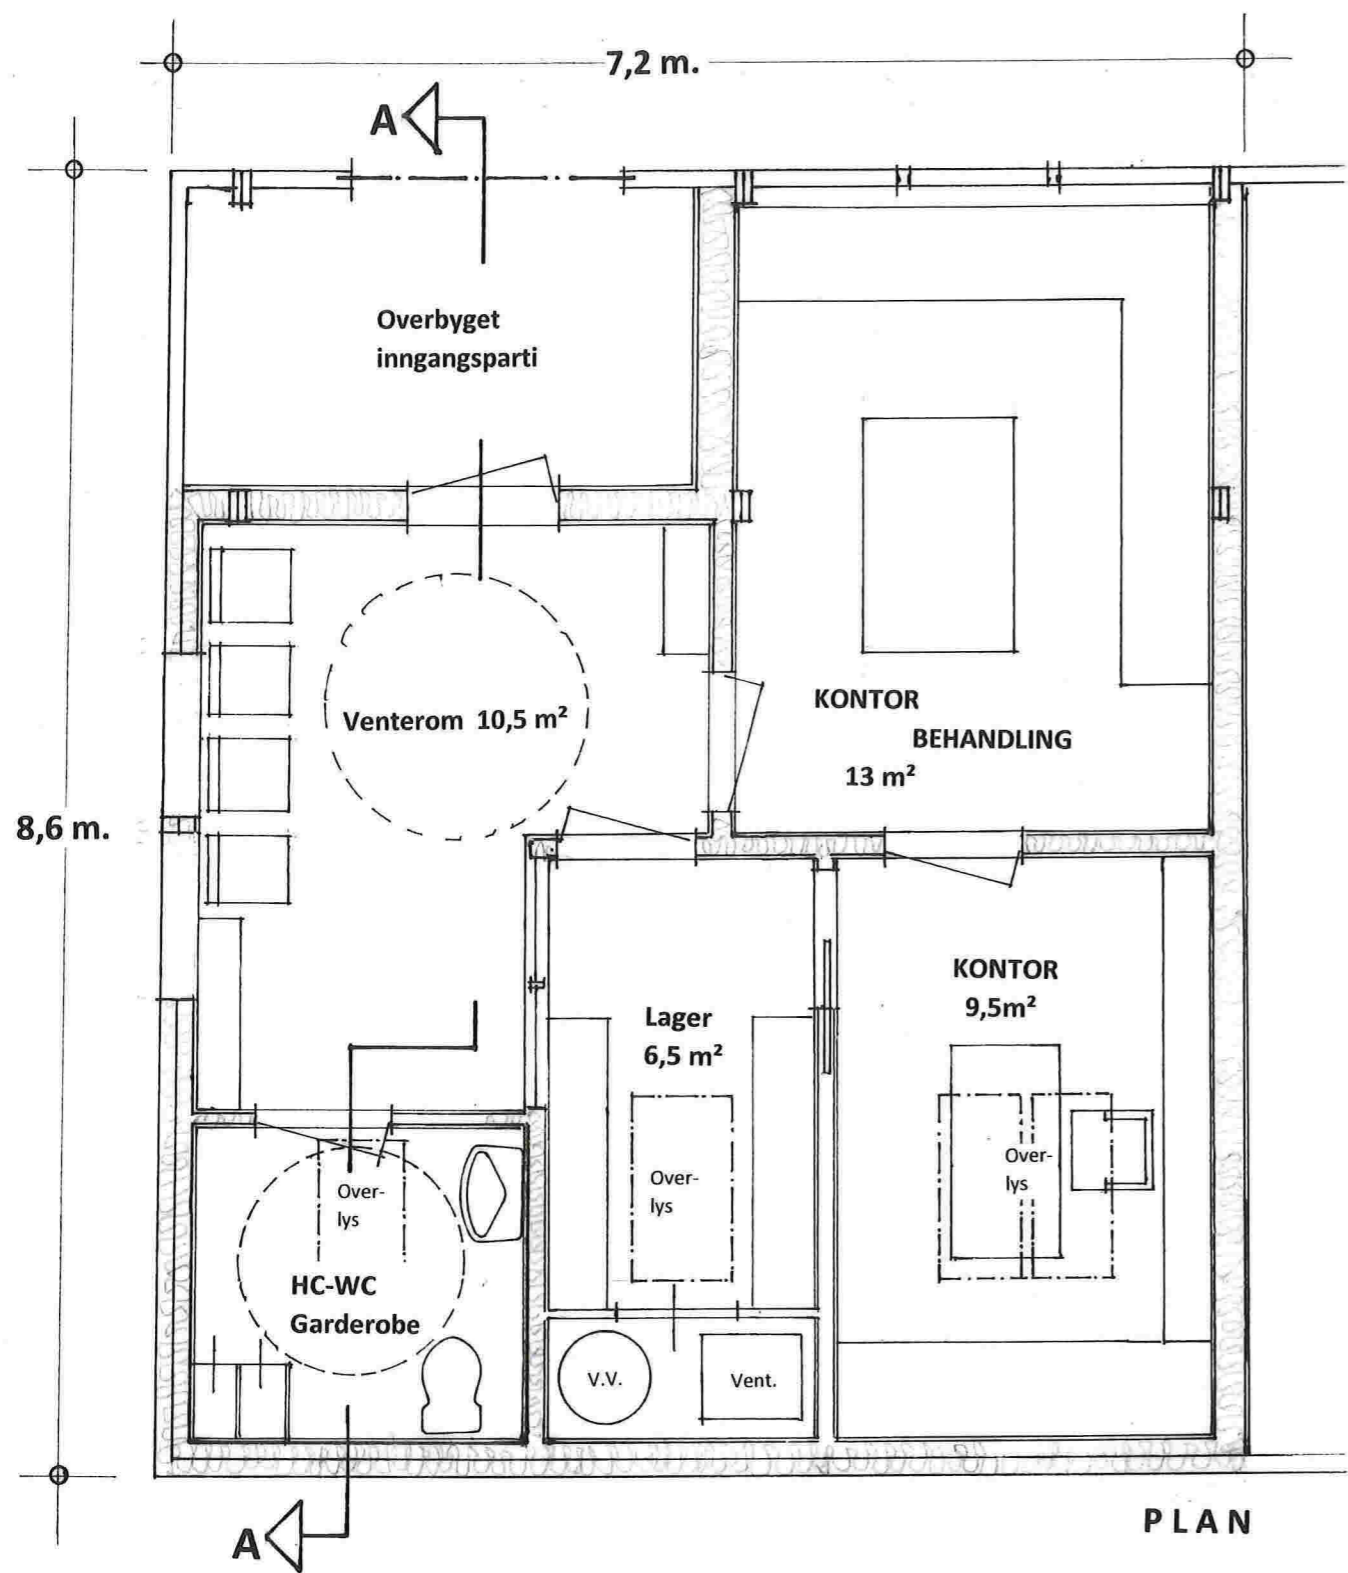 7,2 m.
A
Overbyget
inngangsparti
Venterom 10,5 m²
KONTOR
BEHANDLING
13 m²
8,6 m.
KONTOR
9,5m²
Lager
6,5 m²
Over-
lys
Over-
lys
Over-
lys
HC-WC
Garderobe
V.V.
Vent.
A
PLAN